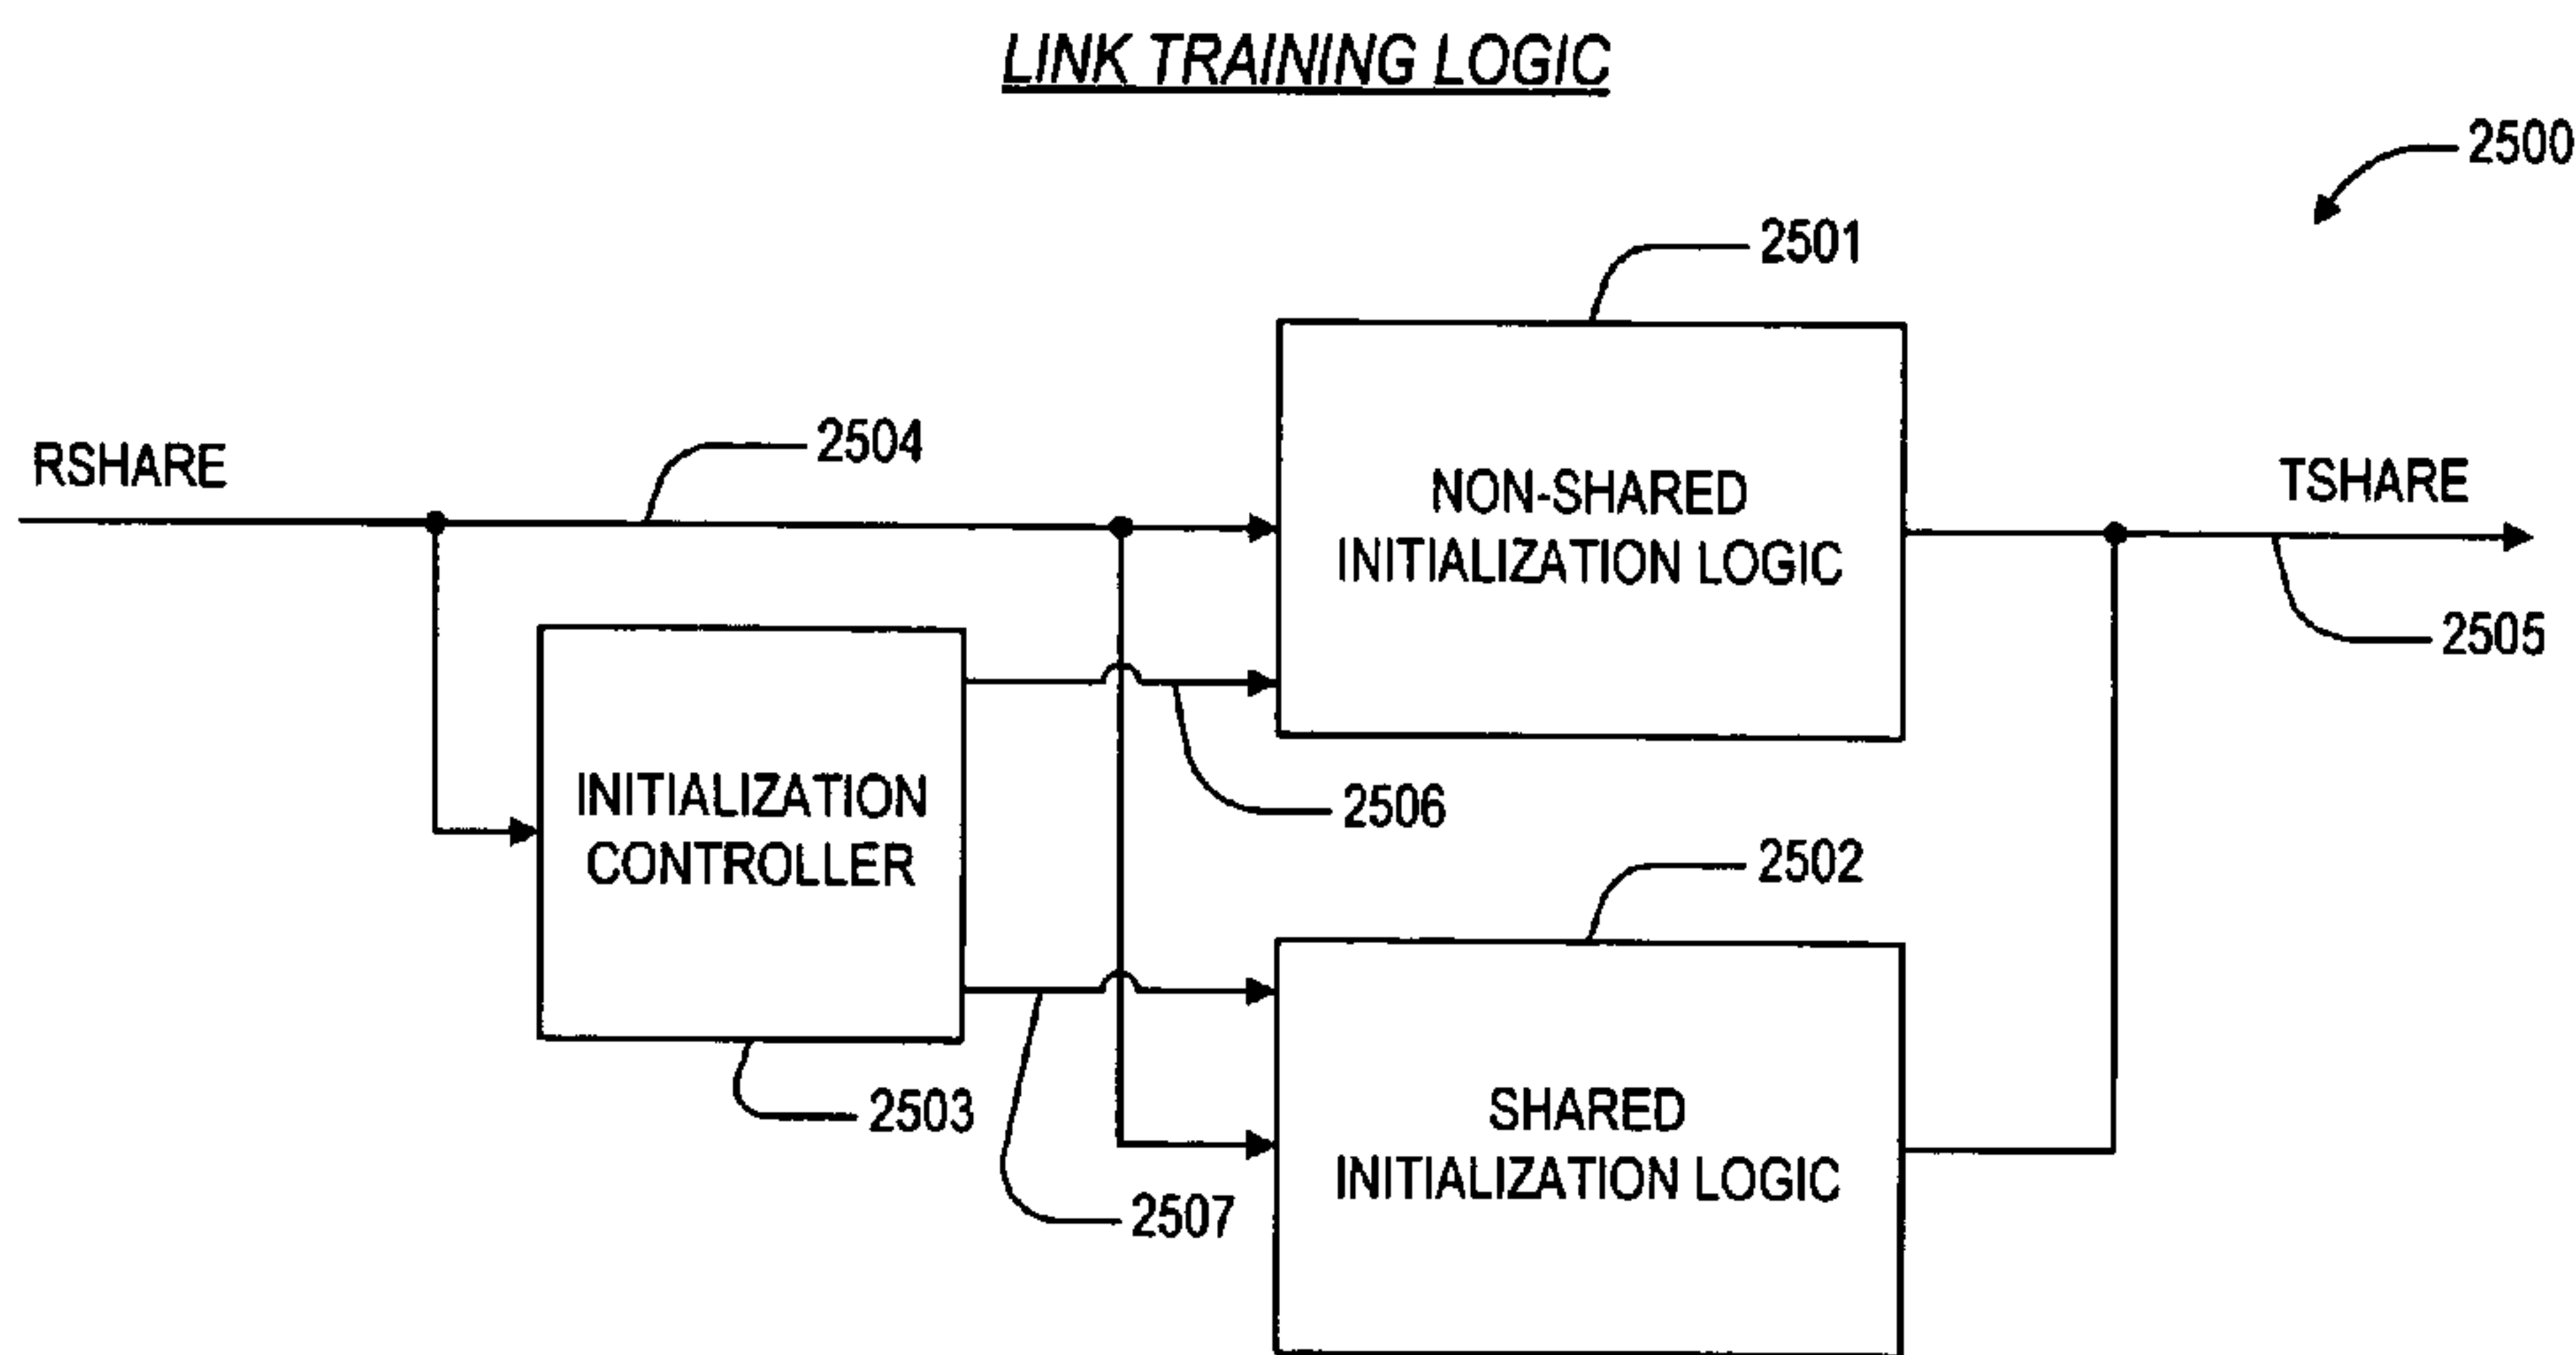 LINK TRAINING LOGIC
2500
2501
RSHARE
2504
NON-SHARED
INITIALIZATION LOGIC
TSHARE
2505
INITIALIZATION
CONTROLLER
2506
2502
2503
2507
SHARED
INITIALIZATION LOGIC